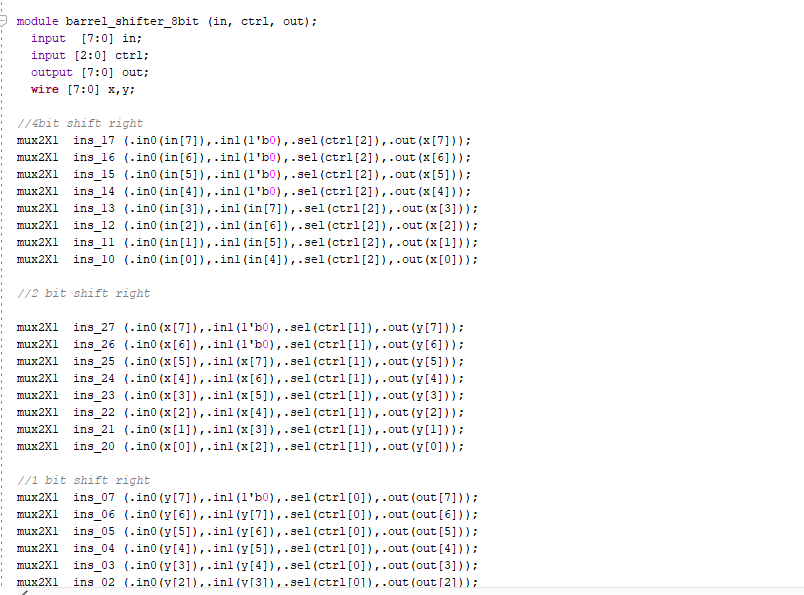 module barrel_shifter_8bit (in, ctrl, out);
input [7:0] in;
input [2:0] ctrl;
output [7:0] out;
wire [7:0] x,y;
//4bit shift right
mux2X1 ins_17 (.in0(in[7]),.in1(1'b0),.sel(ctrl[2]),.out(x[7]));
mux2X1 ins_16 (.in0(in[6]),.in1(1'b0),.sel(ctrl[2]),.out(x[6]));
mux2X1 ins_15 (.in0(in[5]),.in1(1'b0),.sel(ctrl[2]),.out(x[5]));
mux2X1 ins_14 (.in0(in[4]),.in1(1'b0),.sel(ctrl[2]),.out(x[4]));
mux2X1 ins_13 (.in0(in[3]),.in1(in[7]),.sel(ctrl[2]),.out(x[3]));
mux2X1 ins_12 (.in0(in[2]),.in1(in[6]),.sel(ctrl[2]),.out(x[2]));
mux2X1 ins_11 (.in0(in[1]),.in1(in[5]),.sel(ctrl[2]),.out(x[1]));
mux2X1 ins_10 (.in0(in[0]),.in1(in[4]),.sel(ctrl[2]),.out(x[0]));
//2 bit shift right
mux2X1 ins_27 (.in0(x[7]),.in1(1'b0),.sel(ctrl[1]),.out(y[7]));
mux2X1 ins_26 (.in0(x[6]),.in1(1'b0),.sel(ctrl[1]),.out(y[6]));
mux2X1 ins_25 (.in0(x[5]),.in1(x[7]),.sel(ctrl[1]),.out(y[5]));
mux2X1 ins_24 (.in0(x[4]),.in1(x[6]),.sel(ctrl[1]),.out(y[4]));
mux2X1 ins_23 (.in0(x[3]),.in1(x[5]),.sel(ctrl[1]),.out(y[3]));
mux2X1 ins_22 (.in0(x[2]),.in1(x[4]),.sel(ctrl[1]),.out(y[2]));
mux2X1 ins_21 (.in0(x[1]),.in1(x[3]),.sel(ctrl[1]),.out(y[1]));
mux2X1 ins_20 (.in0(x[0]),.in1(x[2]),.sel(ctrl[1]),.out(y[0]));
//1 bit shift right
mux2X1 ins_07 (.in0(y[7]),.in1(1'b0),.sel(ctrl[0]),.out(out[7]));
mux2X1 ins_06 (.in0(y[6]),.in1(y[7]),.sel(ctrl[0]),.out(out[6]));
mux2X1 ins_05 (.in0(y[5]),.in1(y[6]),.sel(ctrl[0]),.out(out[5]));
mux2X1 ins_04 (.in0(y[4]),.in1(y[5]),.sel(ctrl[0]),.out(out[4]));
mux2X1 ins_03 (.in0(y[3]),.in1(y[4]),.sel(ctrl[0]),.out(out[3]));
mux2X1 ins_02 (.in0(y[2]),.in1(y[3]),.sel(ctrl[0]),.out(out[2]));